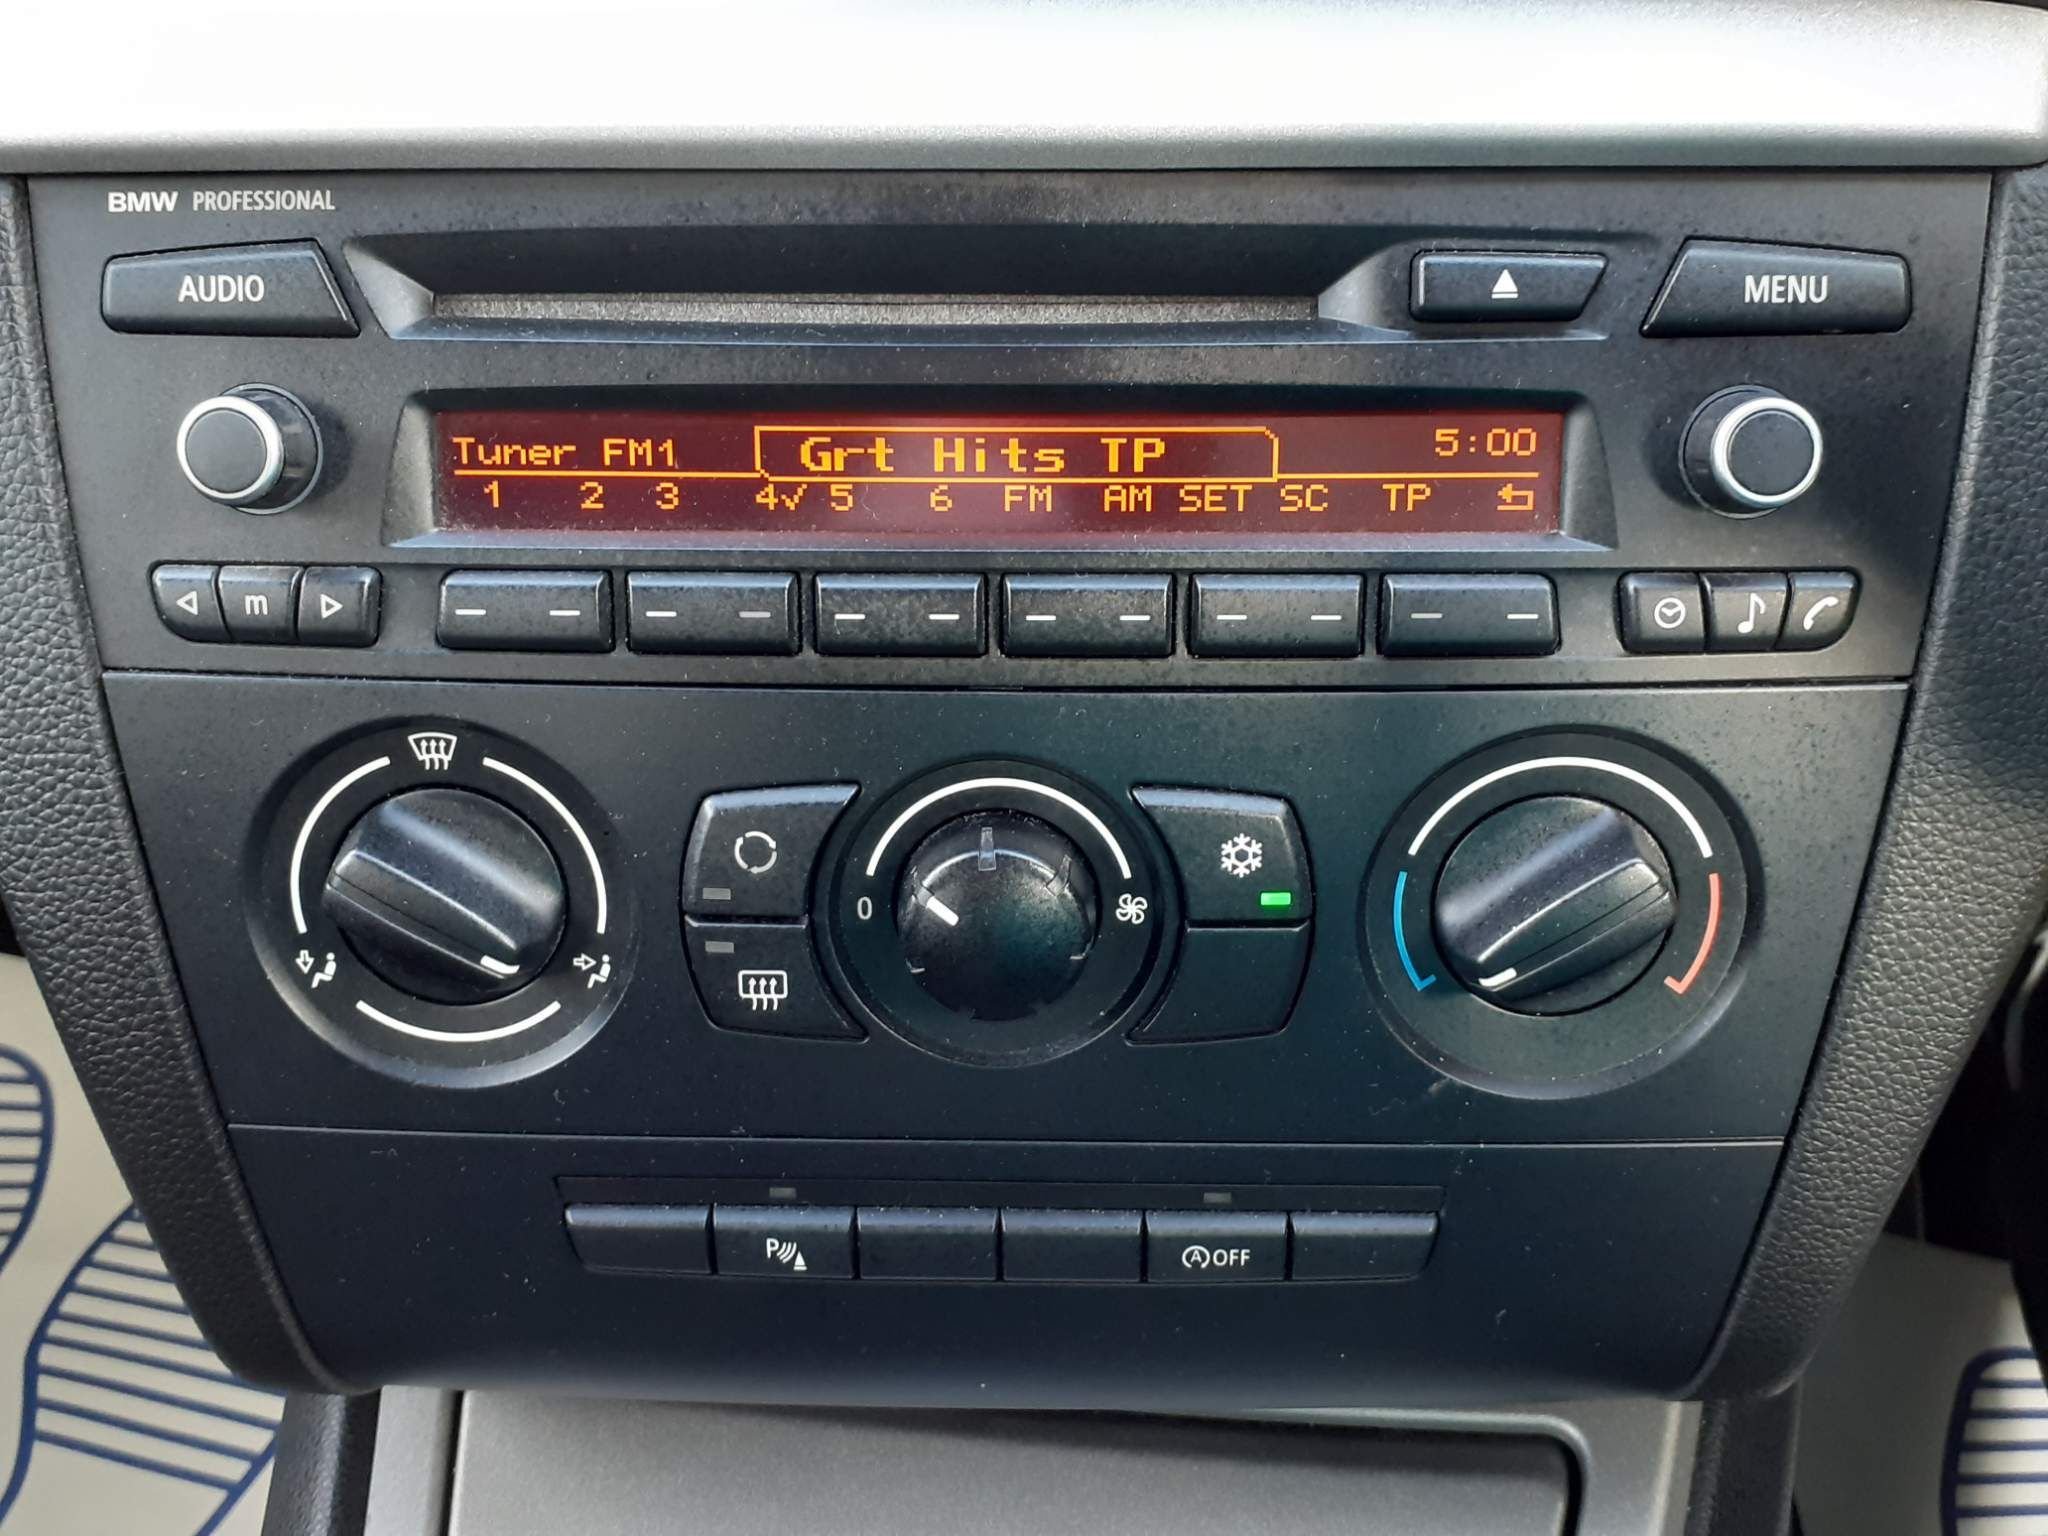 BMW PROFESSIONAL
AUDIO
MENU
Tuner FM1 Grt Hits TP 5:00
1 2 3 4√ 5 6 FM AM SET SC TP
m
0
P
A OFF